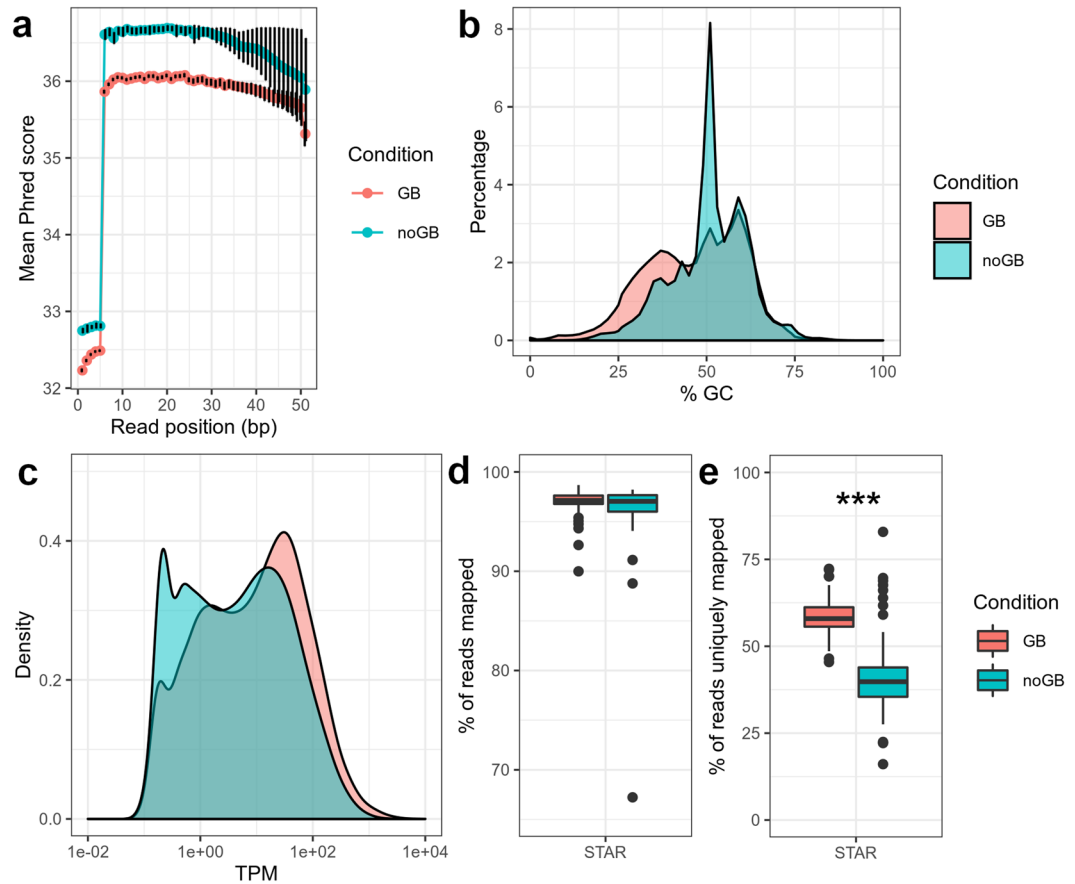 a
Mean Phred score
36
35
34
33
32
0 10 20 30 40 50
Read position (bp)
Condition
GB
noGB
b
Percentage
8
6
4
2
0
0 25 50 75 100
% GC
Condition
GB
noGB
c
Density
0.4
0.2
0.0
1e-02 1e+00 1e+02 1e+04
TPM
d
% of reads mapped
100
90
80
70
STAR
e
% of reads uniquely mapped
100
75
50
25
0
***
STAR
Condition
GB
noGB